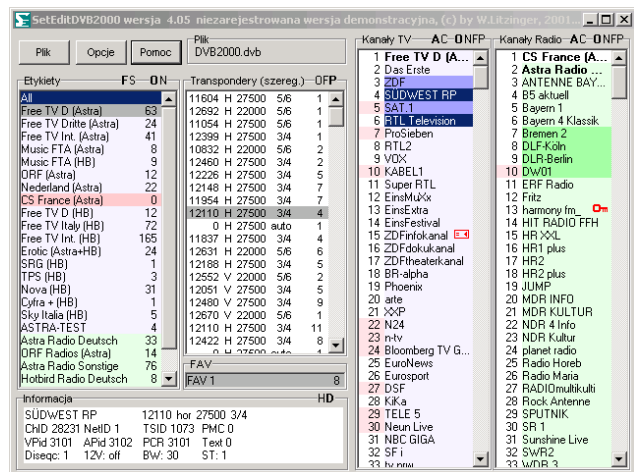 SetEditDVB2000 wersja 4.05 niezarejestrowana wersja demonstracyjna, (c) by W.Litzinger, 2001...
Plik Opcje Pomoc
Plik
DVB2000.dvb
Etykiety FS ON
All
Free TV D (Astra) 63
Free TV Dritte (Astra) 24
Free TV Int. (Astra) 41
Music FTA (Astra) 8
Music FTA (HB) 9
ORF (Astra) 12
Nederland (Astra) 22
CS France (Astra) 0
Free TV D (HB) 12
Free TV Italy (HB) 72
Free TV Int. (HB) 165
Erotic (Astra+HB) 24
SRG (HB) 1
TPS (HB) 3
Nova (HB) 31
Cyfra + (HB) 1
Sky Italia (HB) 5
ASTRA-TEST 4
Astra Radio Deutsch 33
ORF Radios (Astra) 14
Astra Radio Sonstige 76
Hotbird Radio Deutsch 8
Transpondery (szereg.) OFP
11604 H 27500 5/6 1
12692 H 22000 5/6 1
11054 H 27500 5/6 1
12399 H 27500 3/4 1
10832 H 22000 5/6 2
12460 H 27500 3/4 2
12226 H 27500 3/4 5
12148 H 27500 3/4 7
11954 H 27500 3/4 7
12110 H 27500 3/4 4
0 H 27500 auto 1
11837 H 27500 3/4 4
12631 H 22000 5/6 6
12188 H 27500 3/4 5
12552 V 22000 5/6 2
12051 V 27500 3/4 5
12480 V 27500 3/4 9
12670 V 22000 5/6 1
12110 H 27500 3/4 11
12422 H 27500 3/4 8
0 H 27500 auto 1
FAV
FAV 1 8
Kanały TV AC ONFP
1 Free TV D (A...
2 Das Erste
3 ZDF
4 SÜDWEST RP
5 SAT.1
6 RTL Television
7 ProSieben
8 RTL2
9 VOX
10 KABEL1
11 Super RTL
12 EinsMuXx
13 EinsExtra
14 EinsFestival
15 ZDFinfokanal
16 ZDFdokukanal
17 ZDFtheaterkanal
18 BR-alpha
19 Phoenix
20 arte
21 XXP
22 N24
23 n-tv
24 Bloomberg TV G...
25 EuroNews
26 Eurosport
27 DSF
28 KiKa
29 TELE 5
30 Neun Live
31 NBC GIGA
32 SF i
33 tv.nrw
Kanały Radio AC ONFP
1 CS France (A...
2 Astra Radio ...
3 ANTENNE BAY...
4 B5 aktuell
5 Bayern 1
6 Bayern 4 Klassik
7 Bremen 2
8 DLF-Köln
9 DLR-Berlin
10 DW01
11 ERF Radio
12 Fritz
13 harmony fm_
14 HIT RADIO FFH
15 HR XXL
16 HR1 plus
17 HR2
18 HR2 plus
19 JUMP
20 MDR INFO
21 MDR KULTUR
22 NDR 4 Info
23 NDR Kultur
24 planet radio
25 Radio Horeb
26 Radio Maria
27 RADIOmultikulti
28 Rock Antenne
29 SPUTNIK
30 SR 1
31 Sunshine Live
32 SWR2
33 WDR 3
Informacja HD
SÜDWEST RP 12110 hor 27500 3/4
ChID 28231 NetID 1 TSID 1073 PMC 0
VPid 3101 APid 3102 PCR 3101 Text 0
Diseqc: 1 12V: off BW: 30 ST: 1